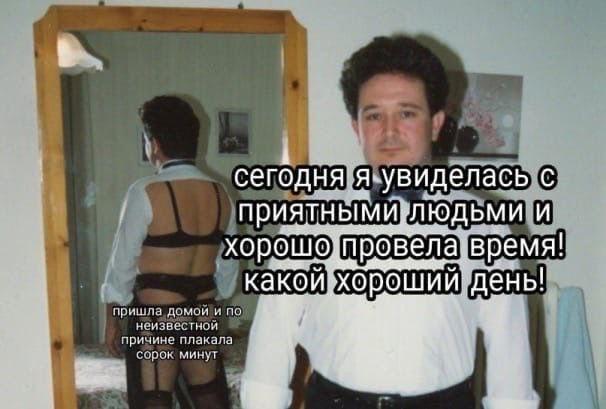 сегодня я увиделась с
приятными людьми и
хорошо провела время!
какой хороший день!
пришла домой и по
неизвестной
причине плакала
сорок минут